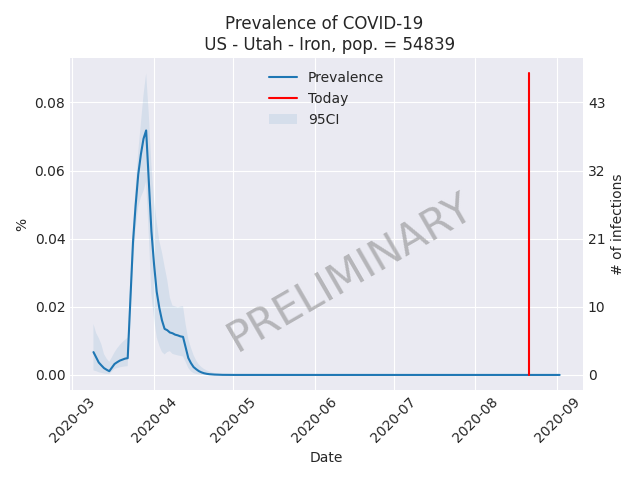 Prevalence of COVID-19
US - Utah - Iron, pop. = 54839
Prevalence
Today
95CI
%
0.08
0.06
0.04
0.02
0.00
# of infections
43
32
21
10
0
PRELIMINARY
2020-03
2020-04
2020-05
2020-06
2020-07
2020-08
2020-09
Date